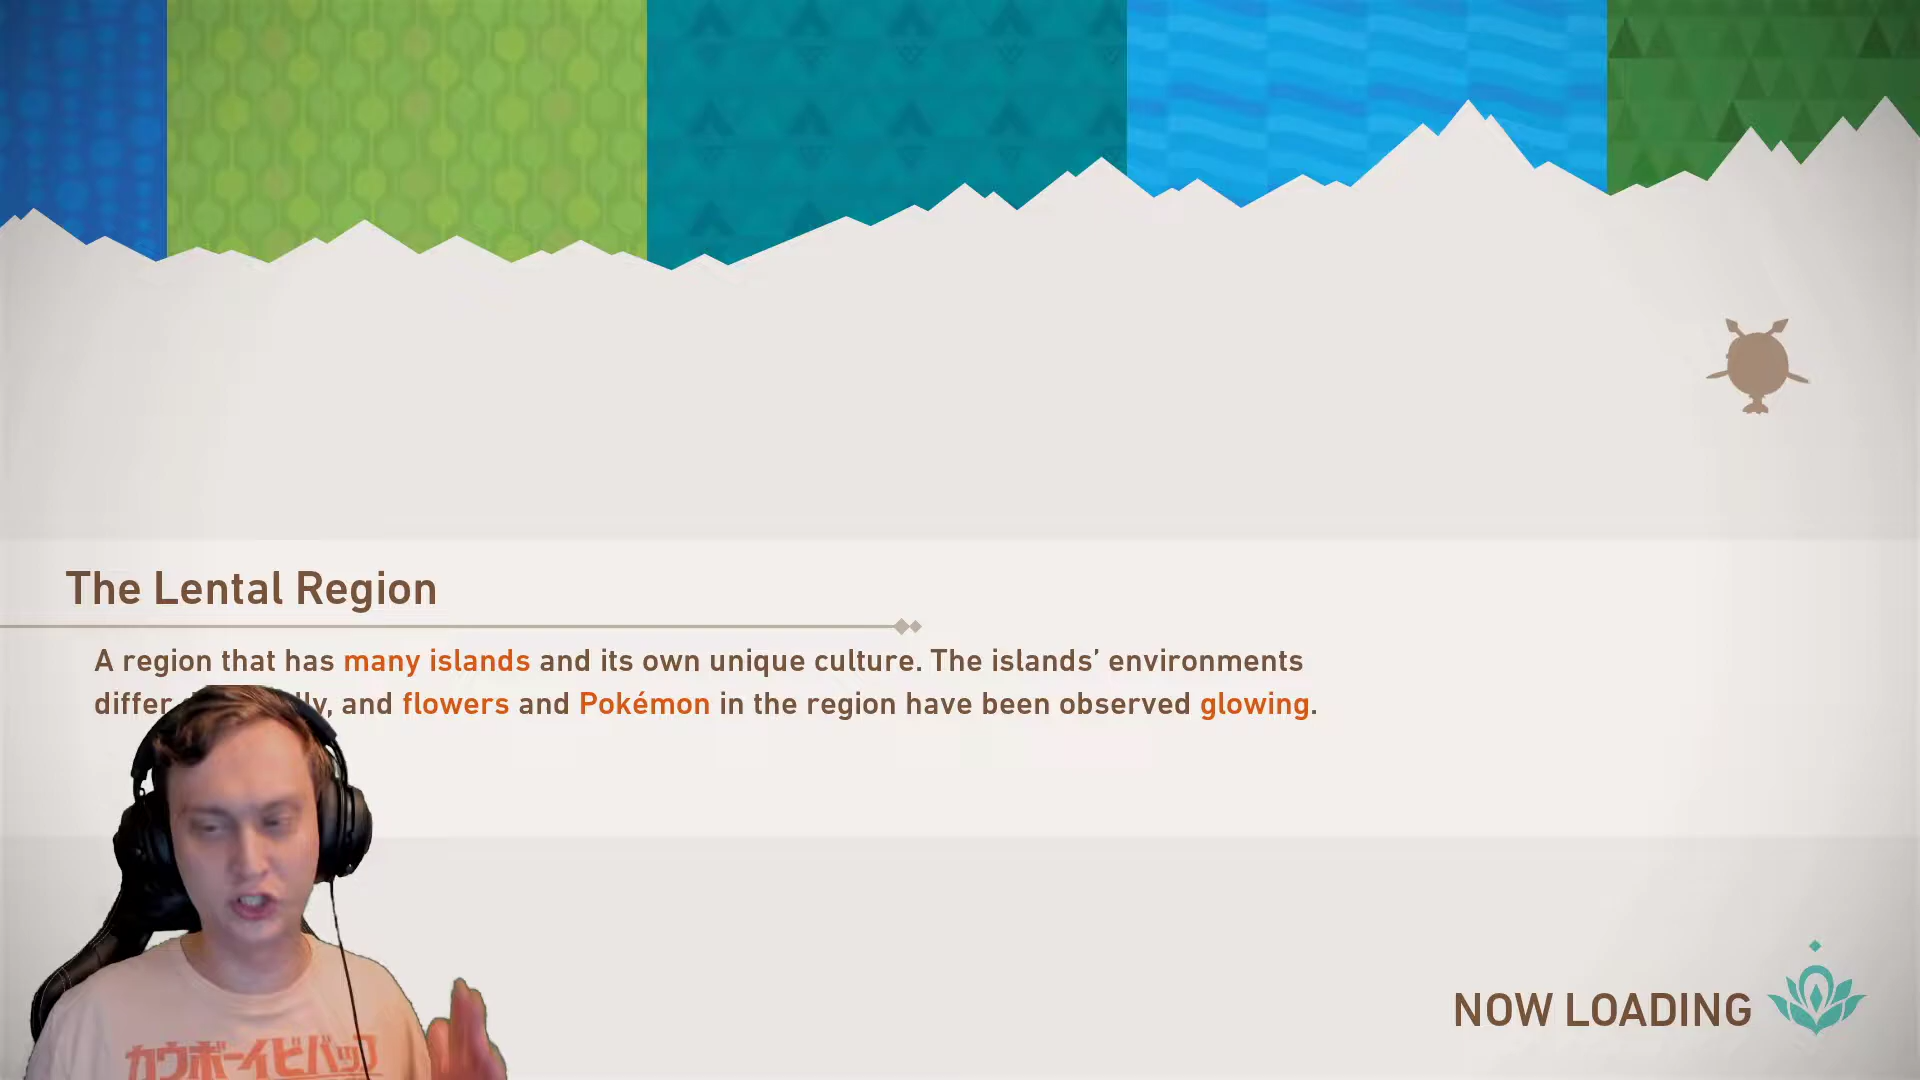 The Lental Region
A region that has many islands and its own unique culture. The islands’ environments
differ and flowers and Pokémon in the region have been observed glowing.
カウボーイビバップ
NOW LOADING